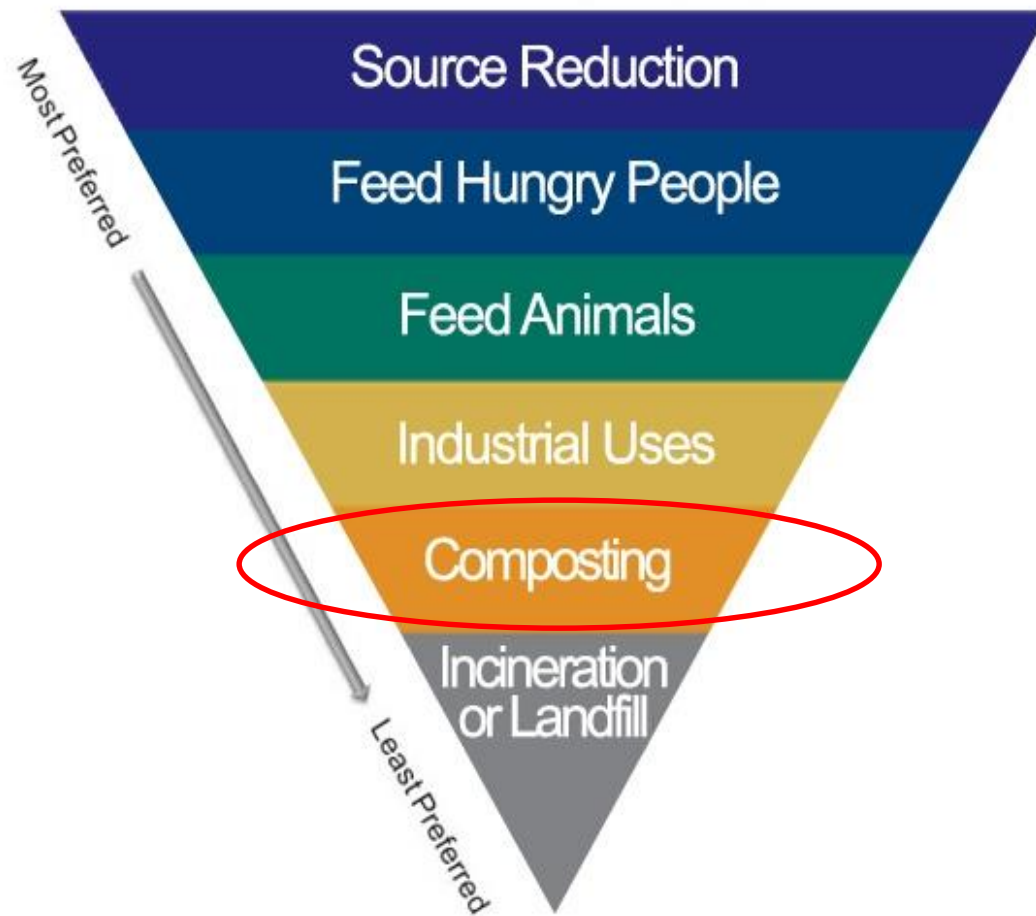 Source Reduction
Most Preferred
Feed Hungry People
Feed Animals
Industrial Uses
Composting
Incineration
or Landfill
Least Preferred